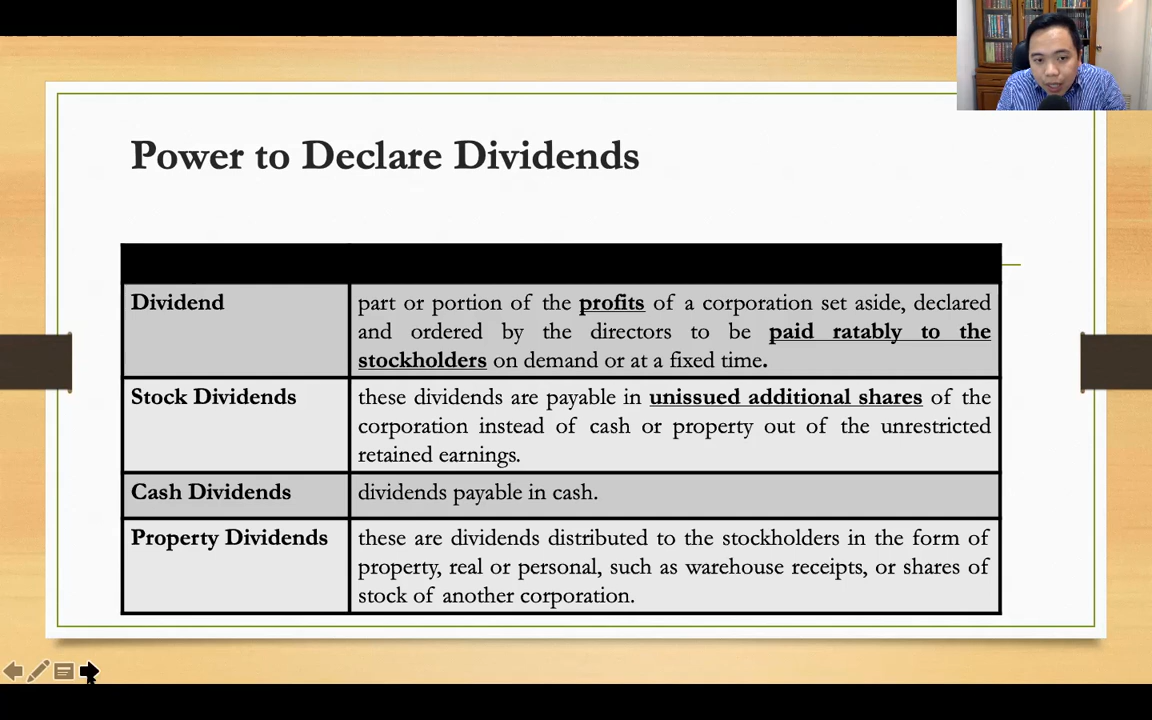 Power to Declare Dividends
Dividend
part or portion of the profits of a corporation set aside, declared
and ordered by the directors to be paid ratably to the
stockholders on demand or at a fixed time.
Stock Dividends
these dividends are payable in unissued additional shares of the
corporation instead of cash or property out of the unrestricted
retained earnings.
Cash Dividends
dividends payable in cash.
Property Dividends
these are dividends distributed to the stockholders in the form of
property, real or personal, such as warehouse receipts, or shares of
stock of another corporation.